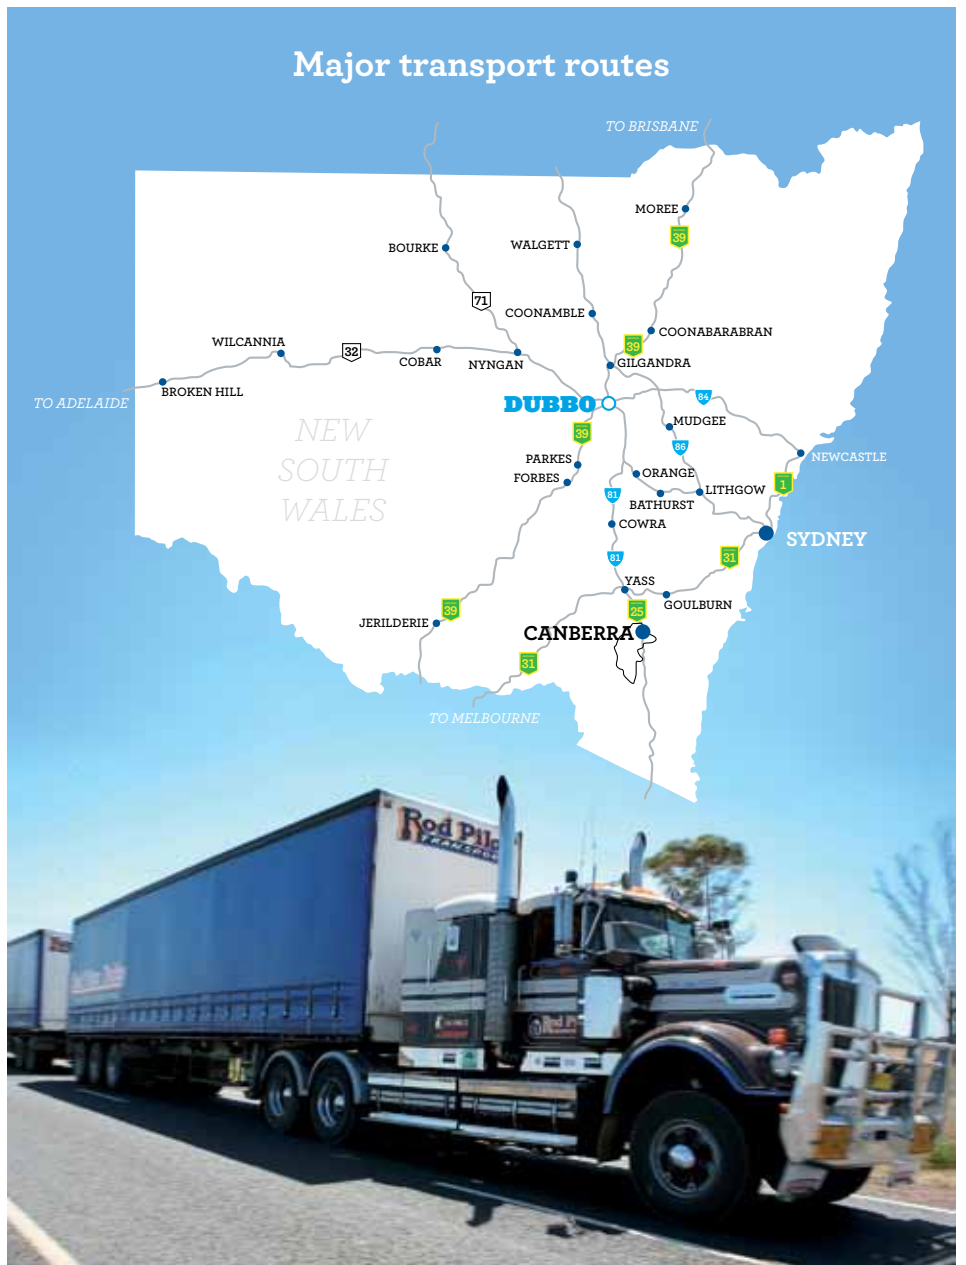 Major transport routes
TO BRISBANE
MOREE
39
BOURKE
WALGETT
71
COONAMBLE
COONABARABRAN
WILCANNIA
32
39
COBAR
NYNGAN
GILGANDRA
BROKEN HILL
TO ADELAIDE
DUBBO
84
NEW
SOUTH
WALES
39
MUDGEE
86
NEWCASTLE
PARKES
FORBES
ORANGE
1
81
BATHURST
LITHGOW
COWRA
SYDNEY
81
31
YASS
GOULBURN
39
25
JERILDERIE
CANBERRA
31
TO MELBOURNE
Rod Pil